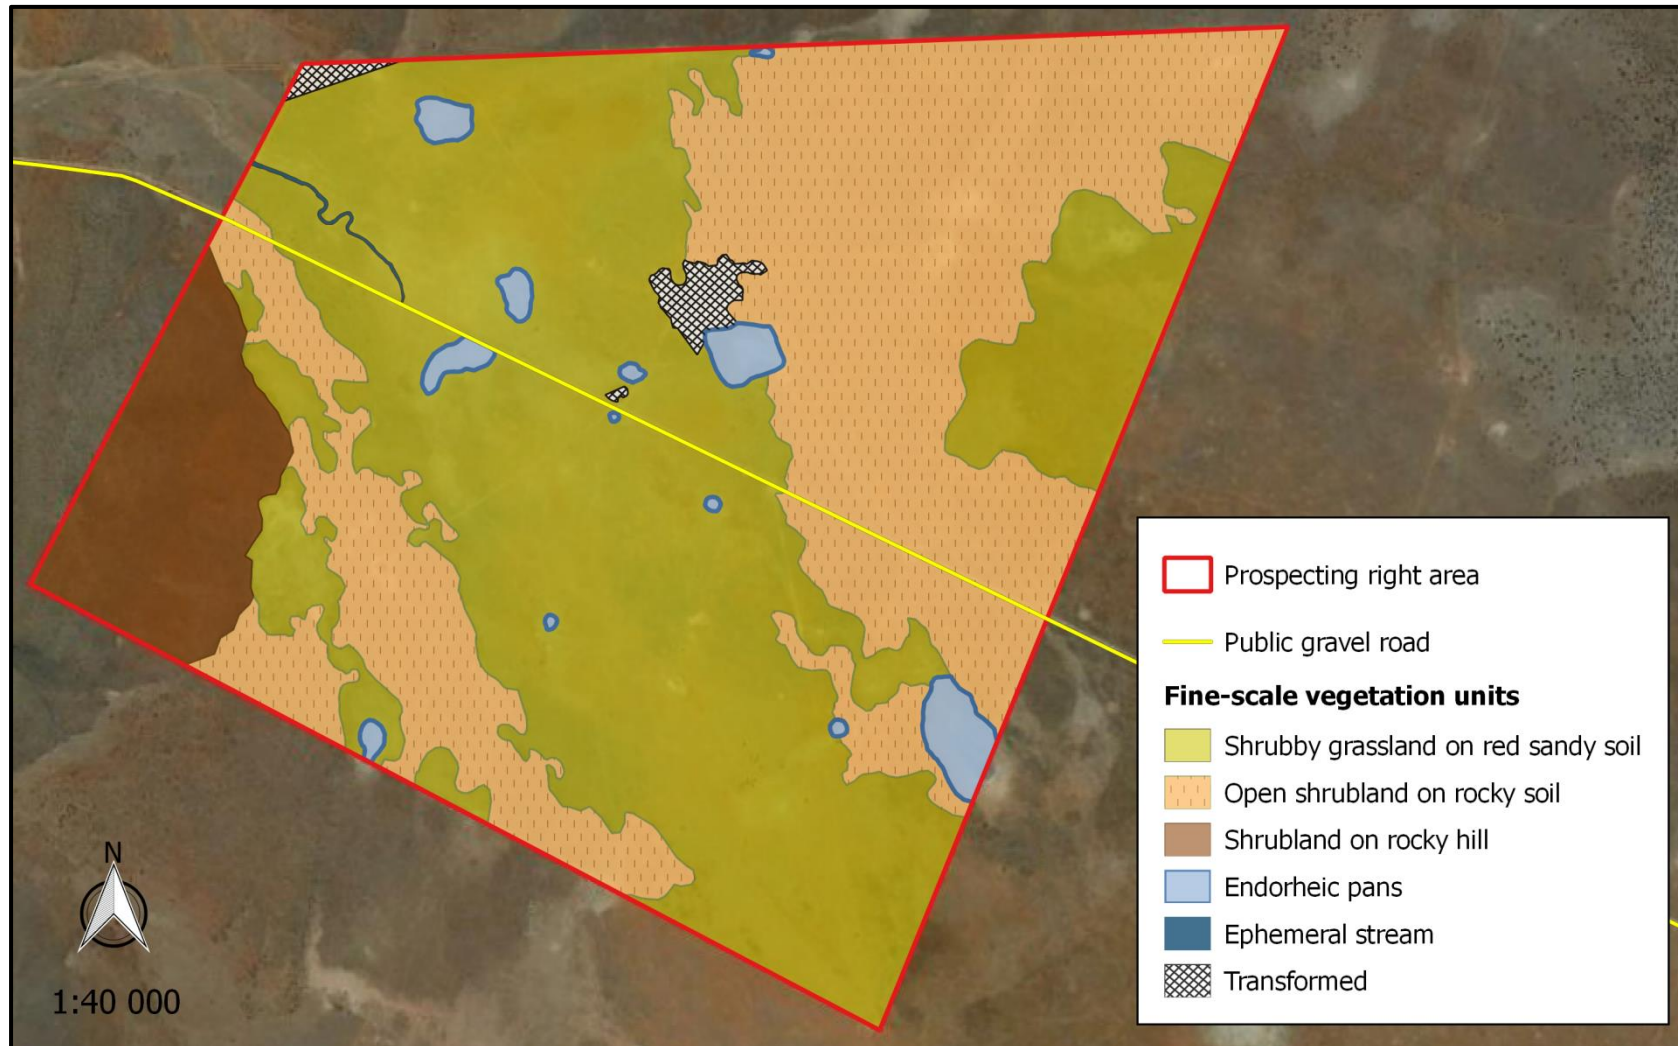 Prospecting right area
Public gravel road
Fine-scale vegetation units
Shrubby grassland on red sandy soil
Open shrubland on rocky soil
Shrubland on rocky hill
Endorheic pans
Ephemeral stream
Transformed
N
1:40 000